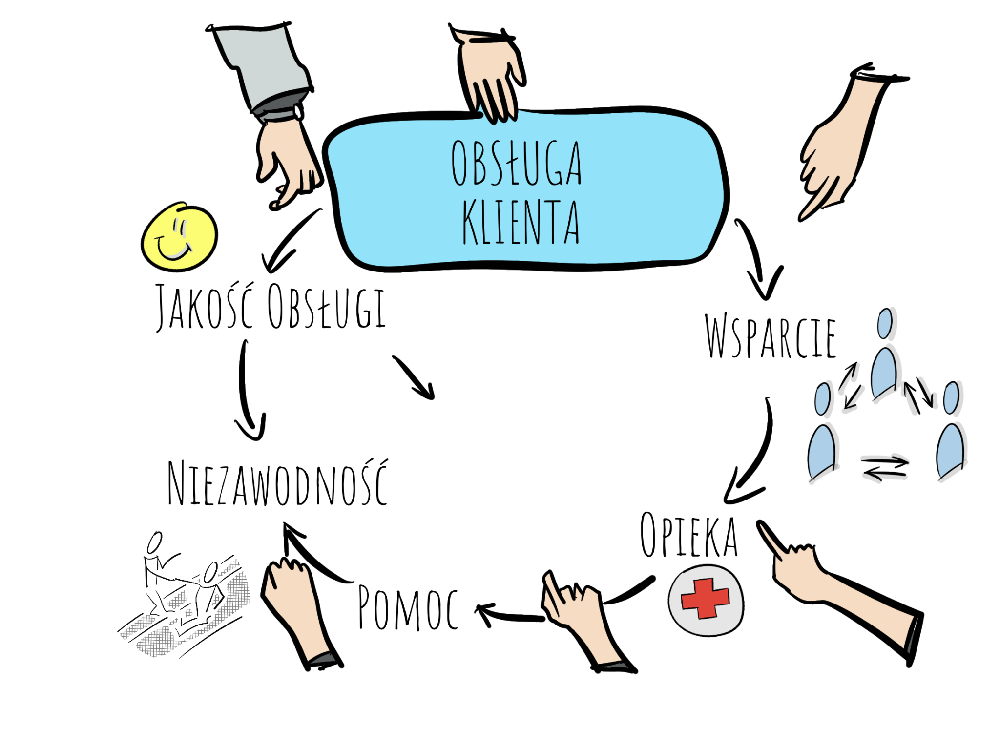 OBSŁUGA
KLIENTA
JAKOŚĆ OBSŁUGI
WSPARCIE
NIEZAWODNOŚĆ
OPIEKA
POMOC